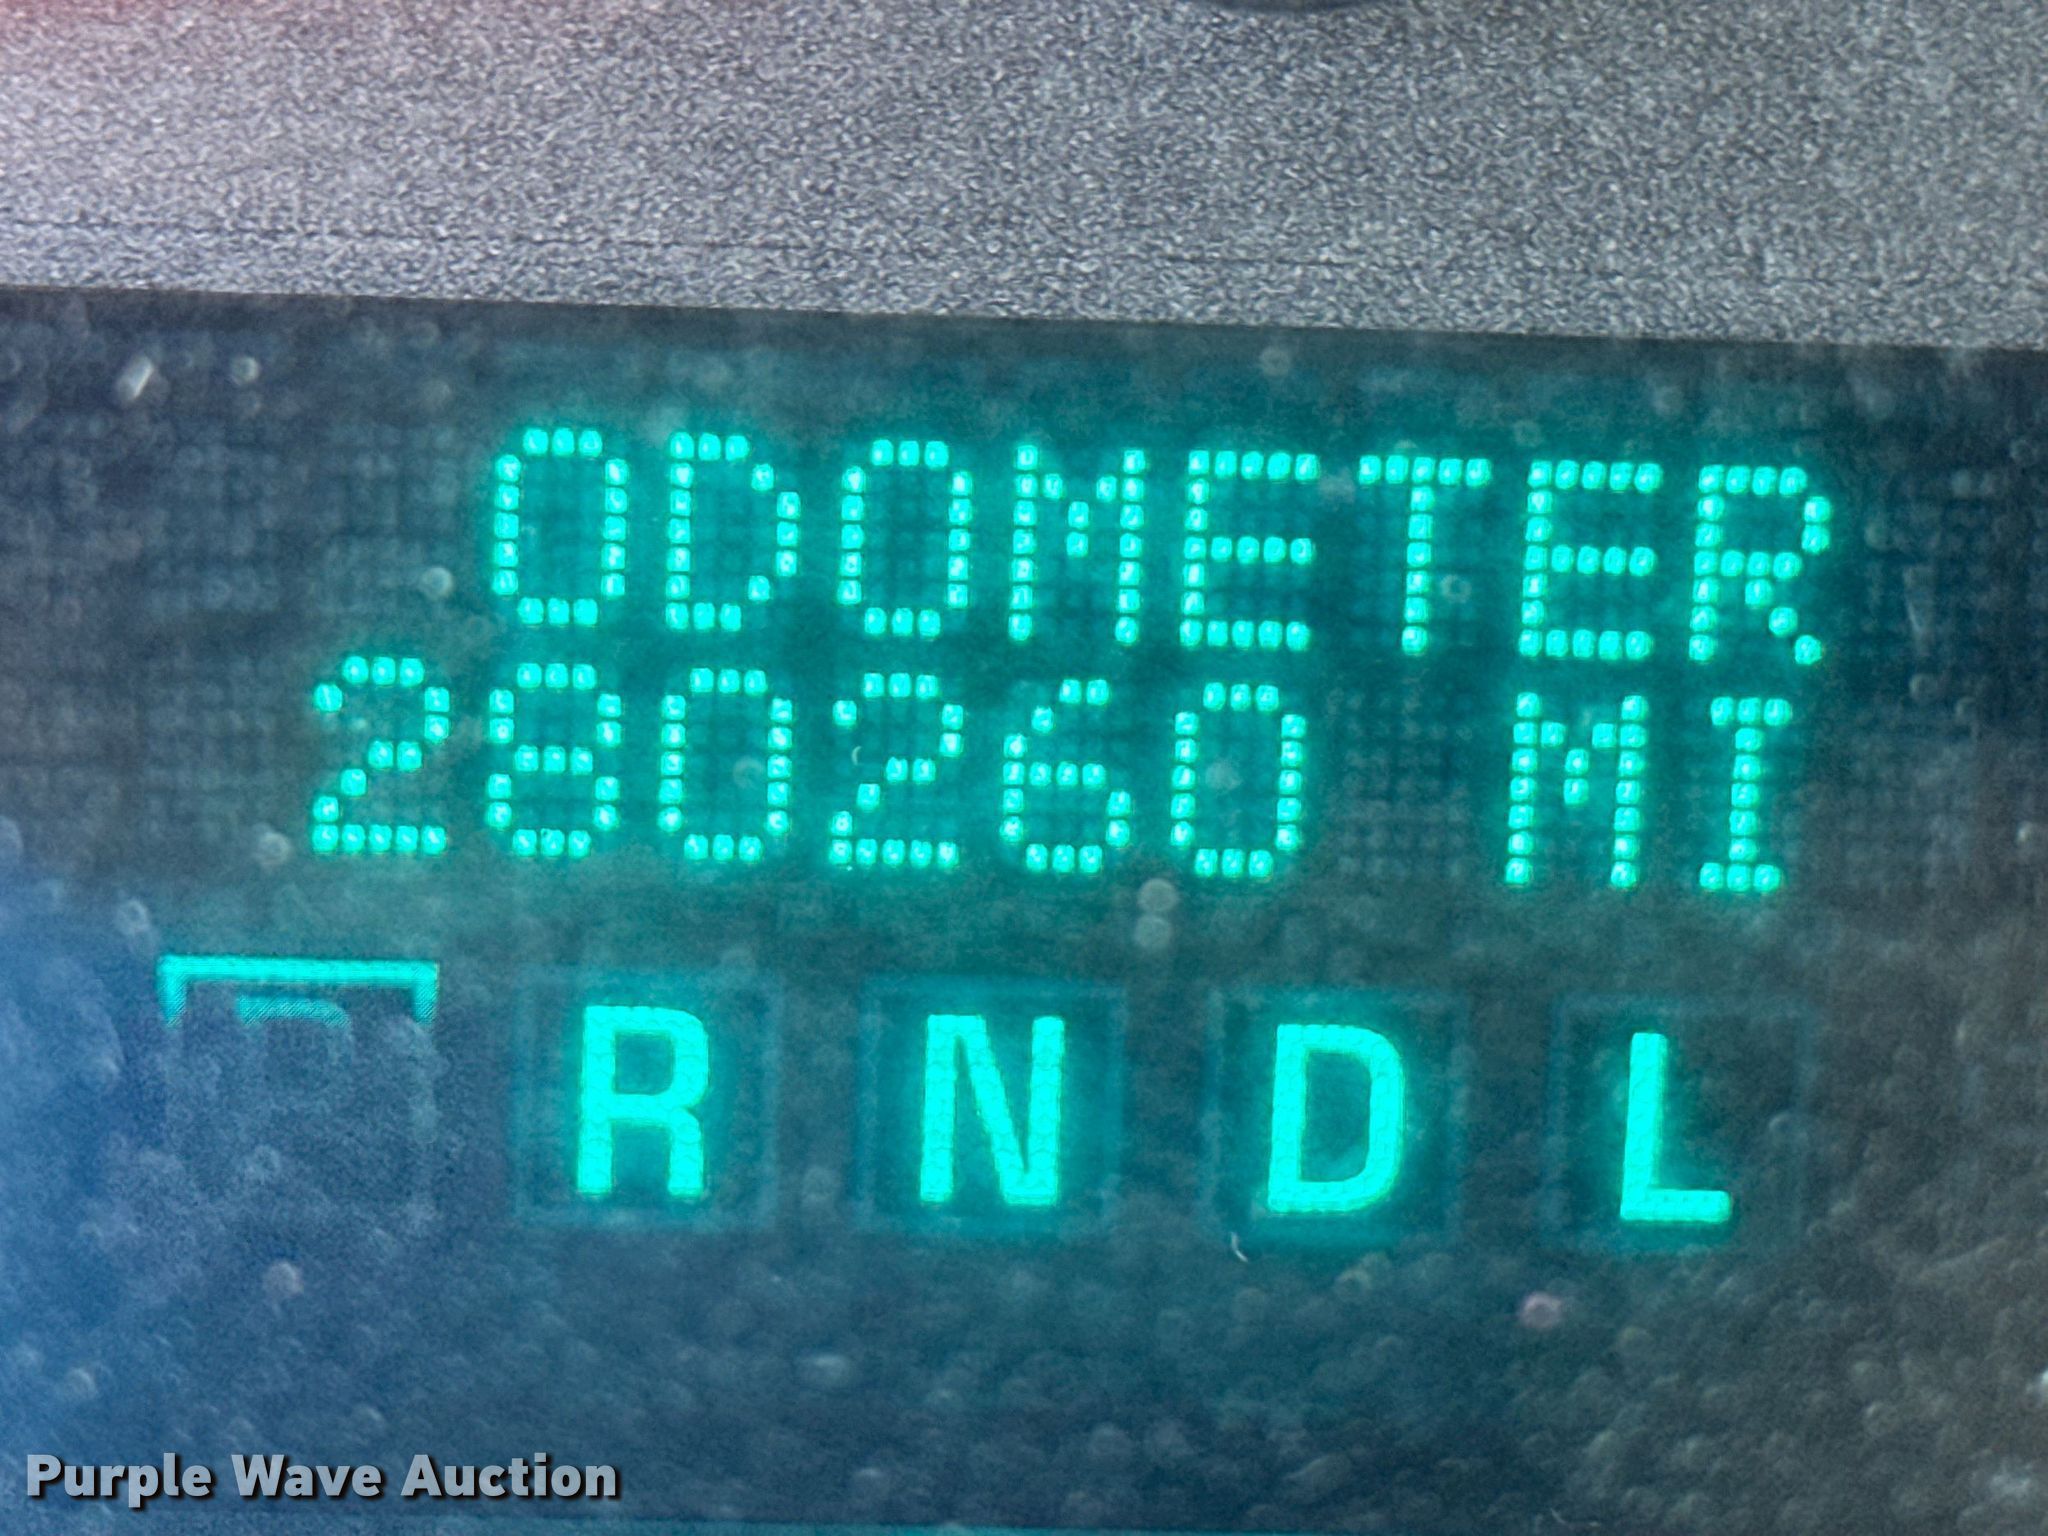 ODOMETER
280260 MI
P R N D L
Purple Wave Auction